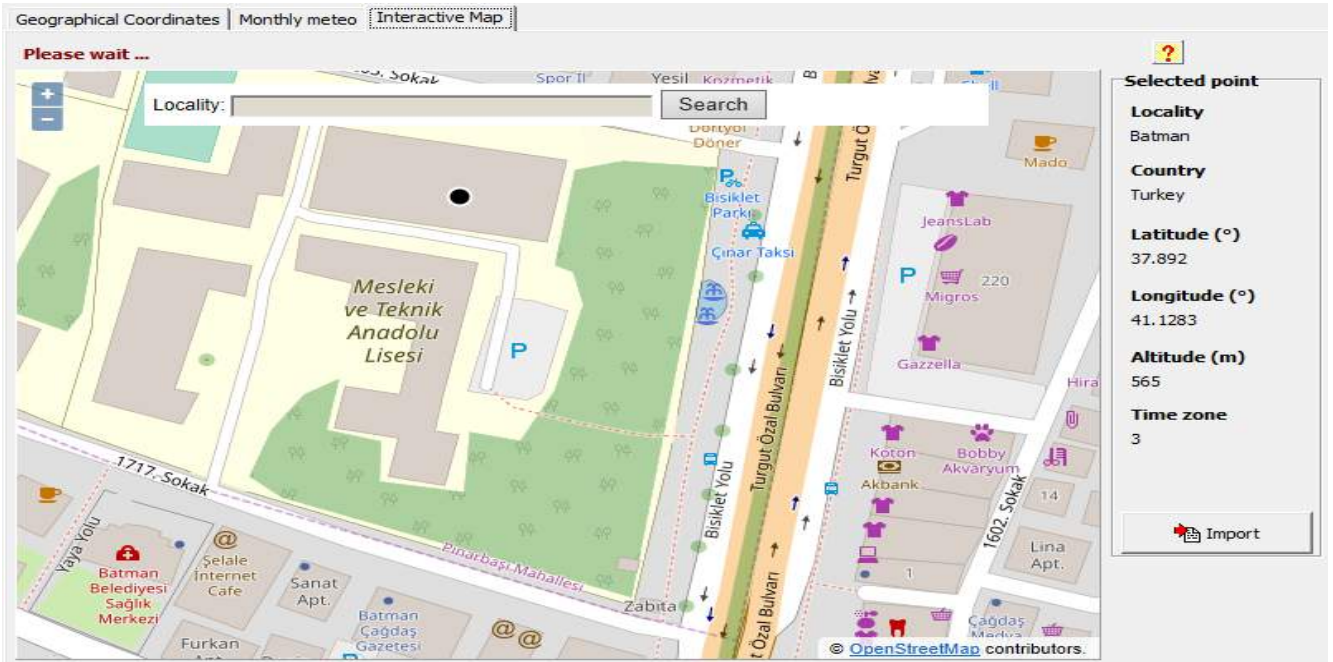 Geographical Coordinates
Monthly meteo
Interactive Map
Please wait ...
?
Selected point
+
−
Locality:
Search
Sokak
Spor İl
Yeşil
Kozmetik
Dörtyol
Döner
Bisiklet
Parkı
Çınar Taksi
Turgut Ö
Mado
JeansLab
P
220
Migros
Gazzella
Hira
Mesleki
ve Teknik
Anadolu
Lisesi
P
Bisiklet Yolu
Turgut Özal Bulvarı
Bisiklet Yolu
Koton
Bobby
Akvaryum
Akbank
14
1602. Sokak
Lina
Apt.
1
1717. Sokak
Yaya Yolu
Pınarbaşı Mahallesi
Zabıta
Batman
Belediyesi
Sağlık
Merkezi
@
Şelale
İnternet
Cafe
Sanat
Apt.
Batman
Çağdaş
Gazetesi
@@
Furkan
t Özal Bulvarı
Çağdaş
© OpenStreetMap contributors.
Locality
Batman
Country
Turkey
Latitude (°)
37.892
Longitude (°)
41.1283
Altitude (m)
565
Time zone
3
Import